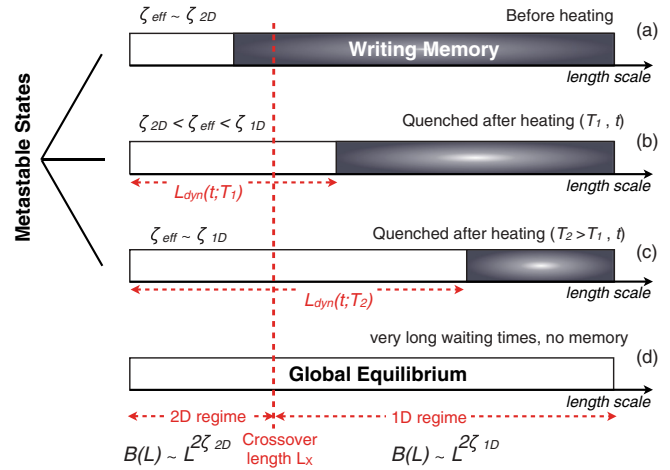 ζ eff ~ ζ 2D
Before heating
(a)
Writing Memory
length scale
Metastable States
ζ 2D < ζ eff < ζ 1D
Quenched after heating (T1 , t)
(b)
length scale
Ldyn(t;T1)
ζ eff ~ ζ 1D
Quenched after heating (T2 >T1 , t)
(c)
length scale
Ldyn(t;T2)
very long waiting times, no memory
(d)
Global Equilibrium
length scale
2D regime
1D regime
B(L) ~ L^2ζ 2D
Crossover
length LX
B(L) ~ L^2ζ 1D